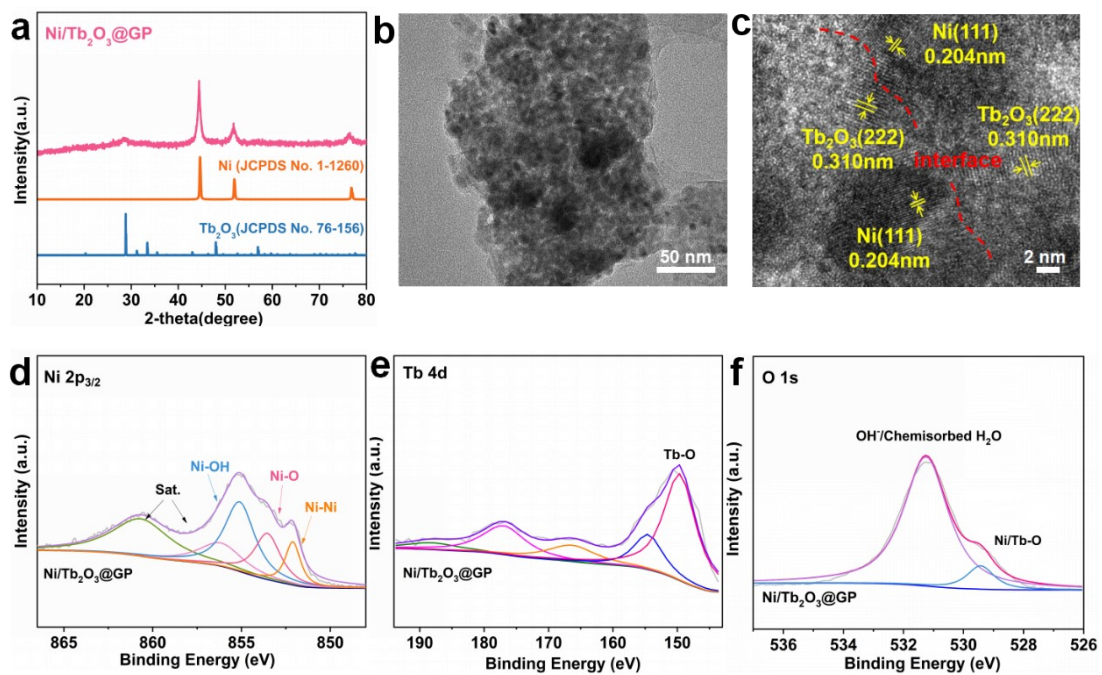 a
Ni/Tb₂O₃@GP
Ni (JCPDS No. 1-1260)
Tb₂O₃(JCPDS No. 76-156)
Intensity(a.u.)
10 20 30 40 50 60 70 80
2-theta(degree)
b
50 nm
c
Ni(111)
0.204nm
Tb₂O₃(222)
0.310nm
Tb₂O₃(222)
0.310nm
interface
Ni(111)
0.204nm
2 nm
d
Ni 2p₃/₂
Ni-OH
Ni-O
Sat.
Ni-Ni
Ni/Tb₂O₃@GP
Intensity (a.u.)
865 860 855 850
Binding Energy (eV)
e
Tb 4d
Tb-O
Ni/Tb₂O₃@GP
Intensity (a.u.)
190 180 170 160 150
Binding Energy (eV)
f
O 1s
OH⁻/Chemisorbed H₂O
Ni/Tb-O
Ni/Tb₂O₃@GP
Intensity (a.u.)
536 534 532 530 528 526
Binding Energy (eV)